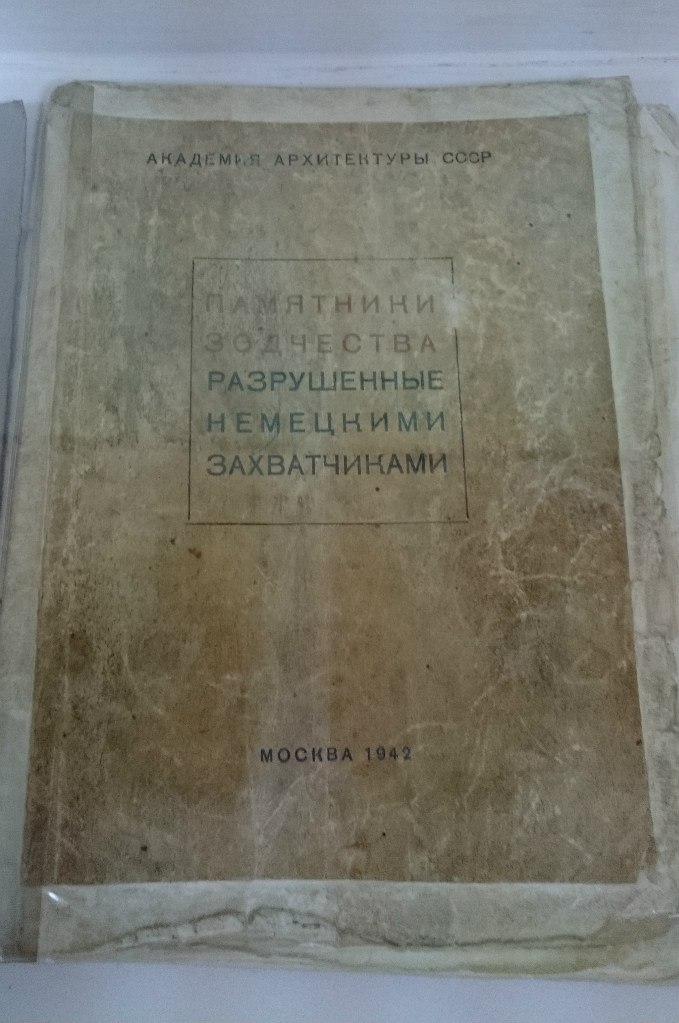 АКАДЕМИЯ АРХИТЕКТУРЫ СССР
ПАМЯТНИКИ
ЗОДЧЕСТВА
РАЗРУШЕННЫЕ
НЕМЕЦКИМИ
ЗАХВАТЧИКАМИ
МОСКВА 1942